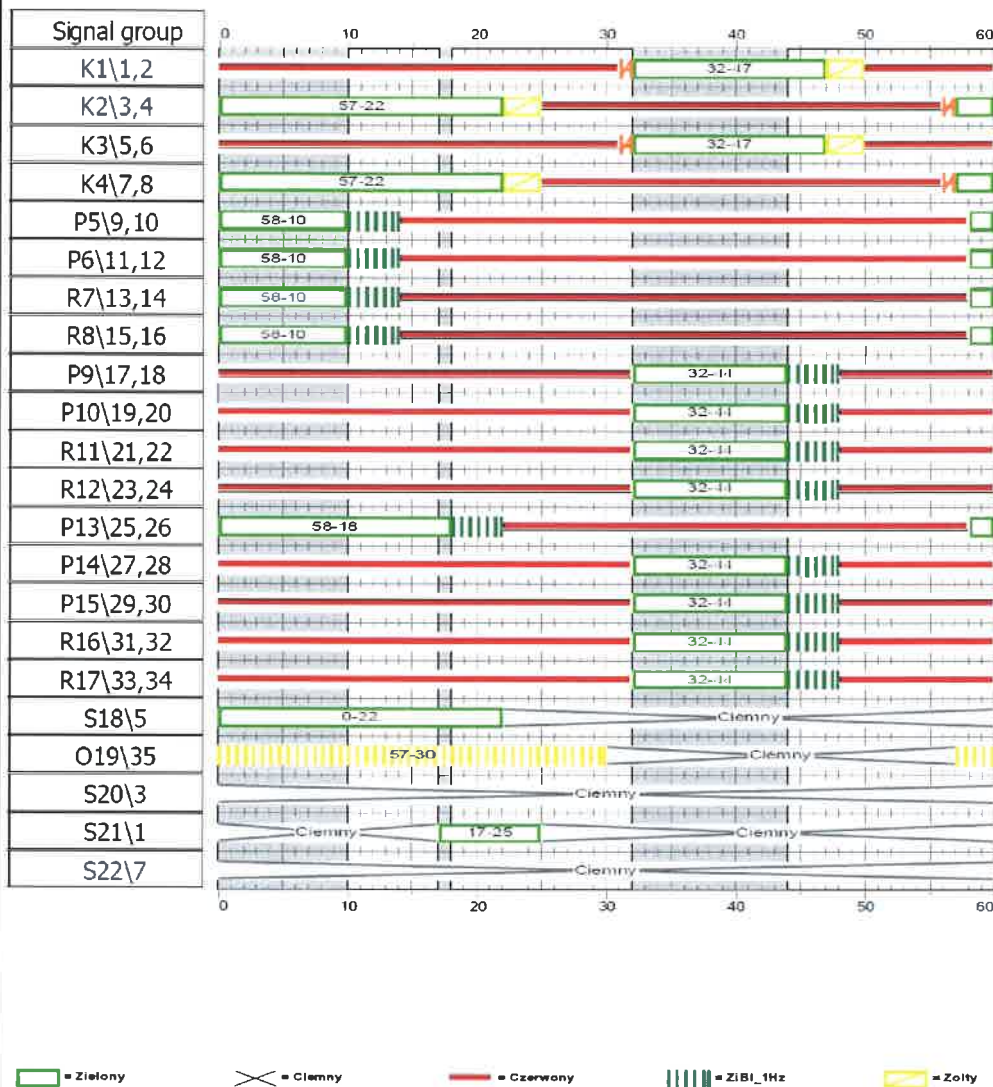 Signal group
0 10 20 30 40 50 60
K1\1,2 32-47
K2\3,4 57-22
K3\5,6 32-47
K4\7,8 57-22
P5\9,10 58-10
P6\11,12 58-10
R7\13,14 58-10
R8\15,16 58-10
P9\17,18 32-44
P10\19,20 32-44
R11\21,22 32-44
R12\23,24 32-44
P13\25,26 58-18
P14\27,28 32-44
P15\29,30 32-44
R16\31,32 32-44
R17\33,34 32-44
S18\5 0-22 Ciemny
O19\35 57-30 Ciemny
S20\3 Ciemny
S21\1 Ciemny 17-25 Ciemny
S22\7 Ciemny
0 10 20 30 40 50 60
= Zielony = Ciemny = Czerwony = ZiBl_1Hz = Zolty